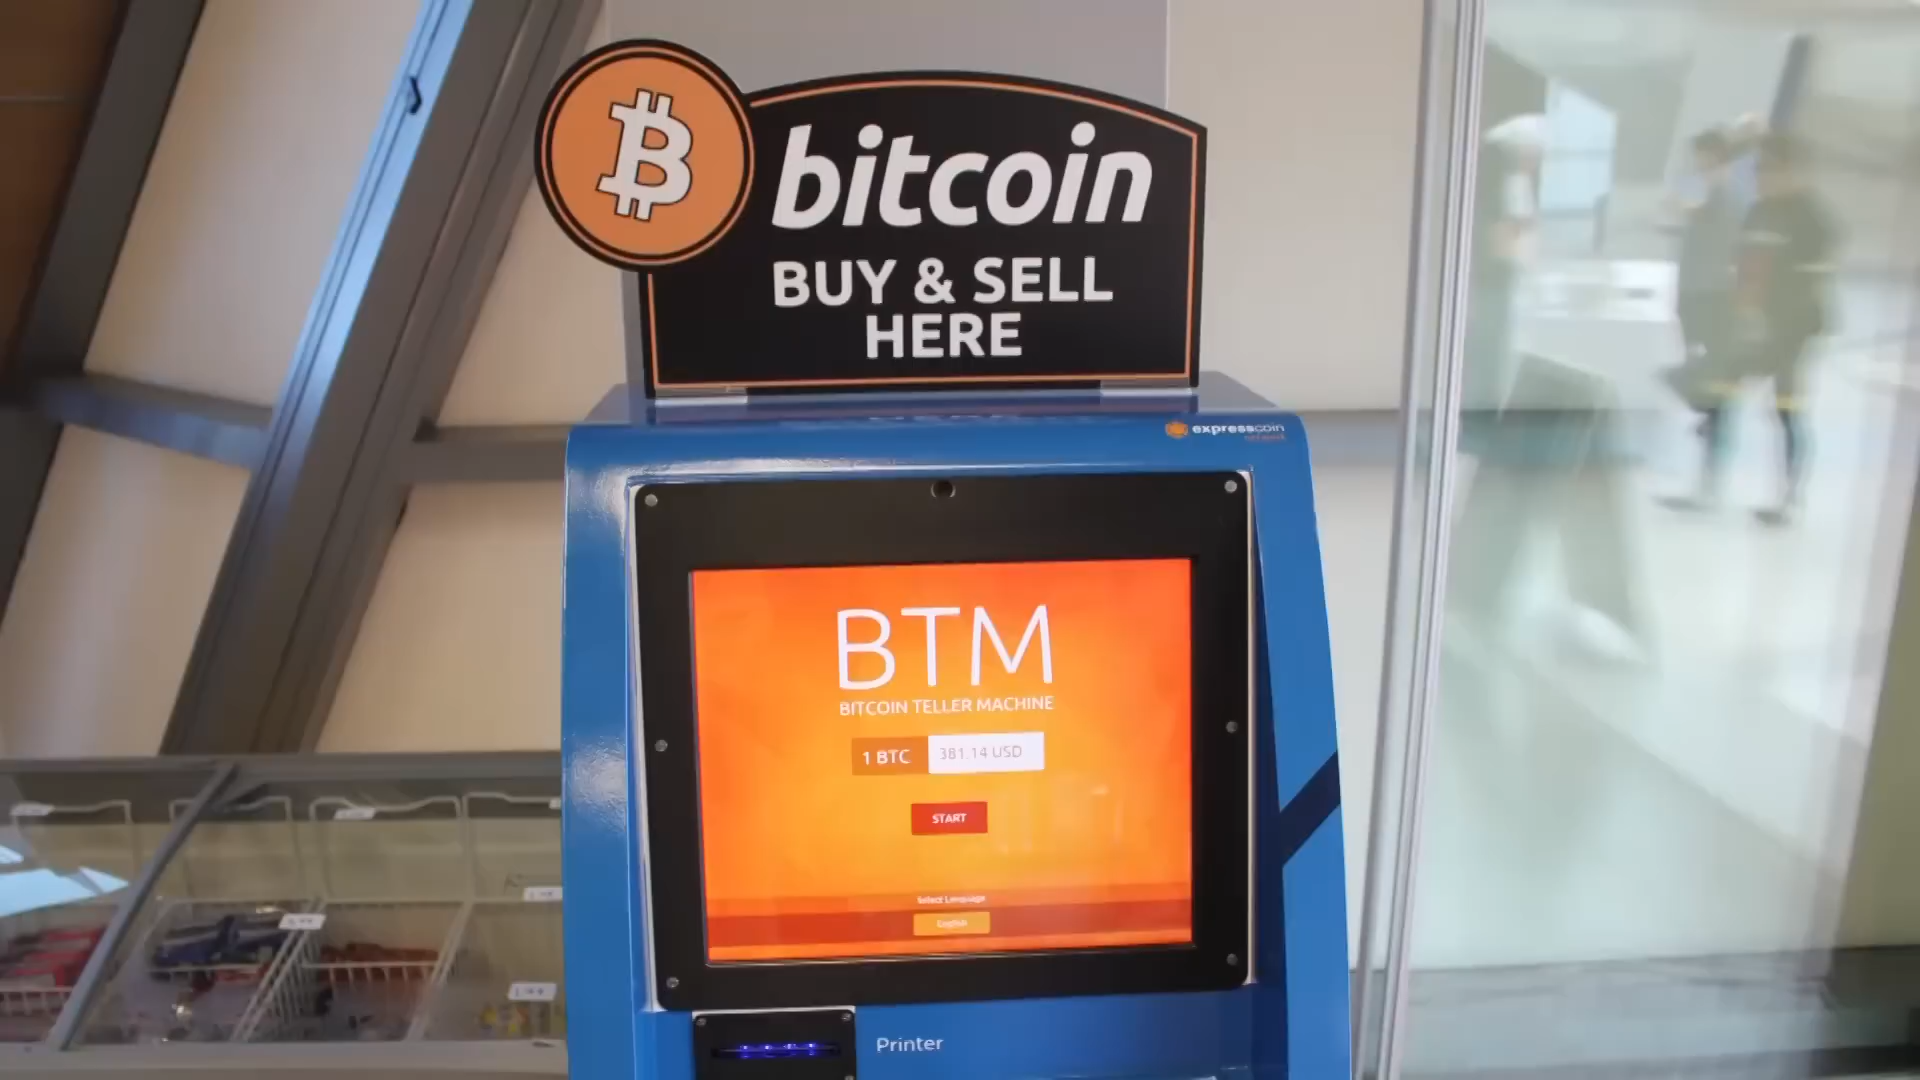 bitcoin
BUY & SELL
HERE
expresscoin
BTM
BITCOIN TELLER MACHINE
1 BTC 381.14 USD
START
Select Language
English
Printer